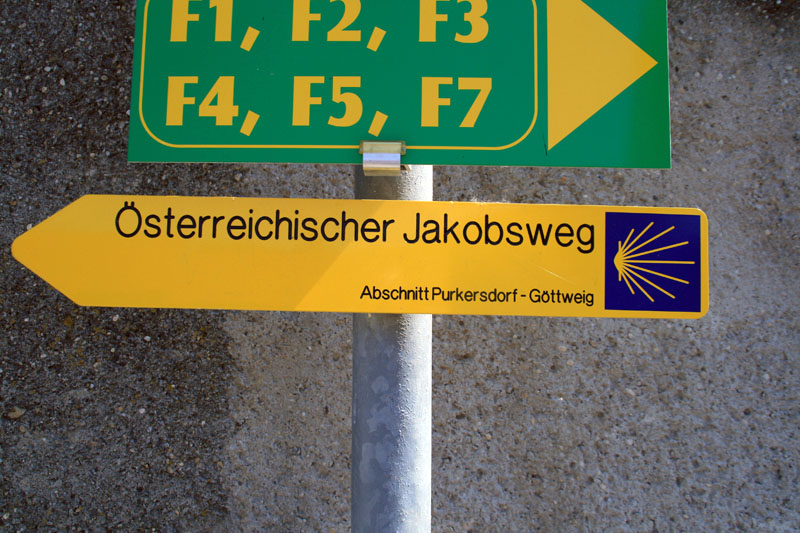 F1, F2, F3
F4, F5, F7
Österreichischer Jakobsweg
Abschnitt Purkersdorf - Göttweig